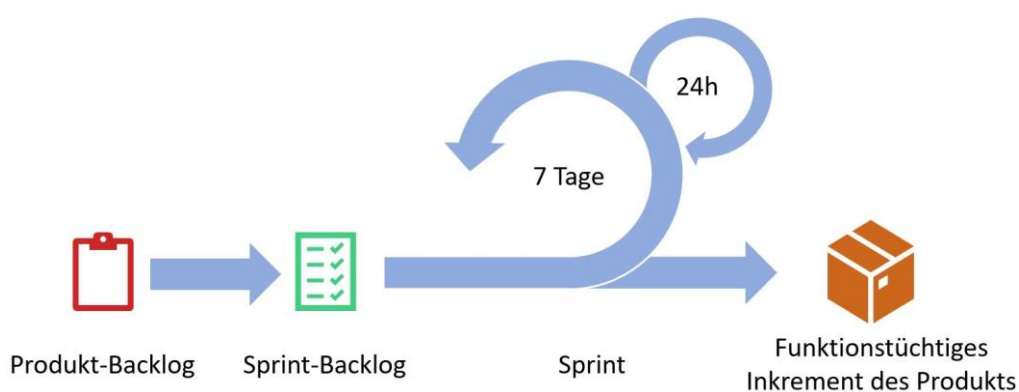 24h
7 Tage
Produkt-Backlog
Sprint-Backlog
Sprint
Funktionstüchtiges
Inkrement des Produkts